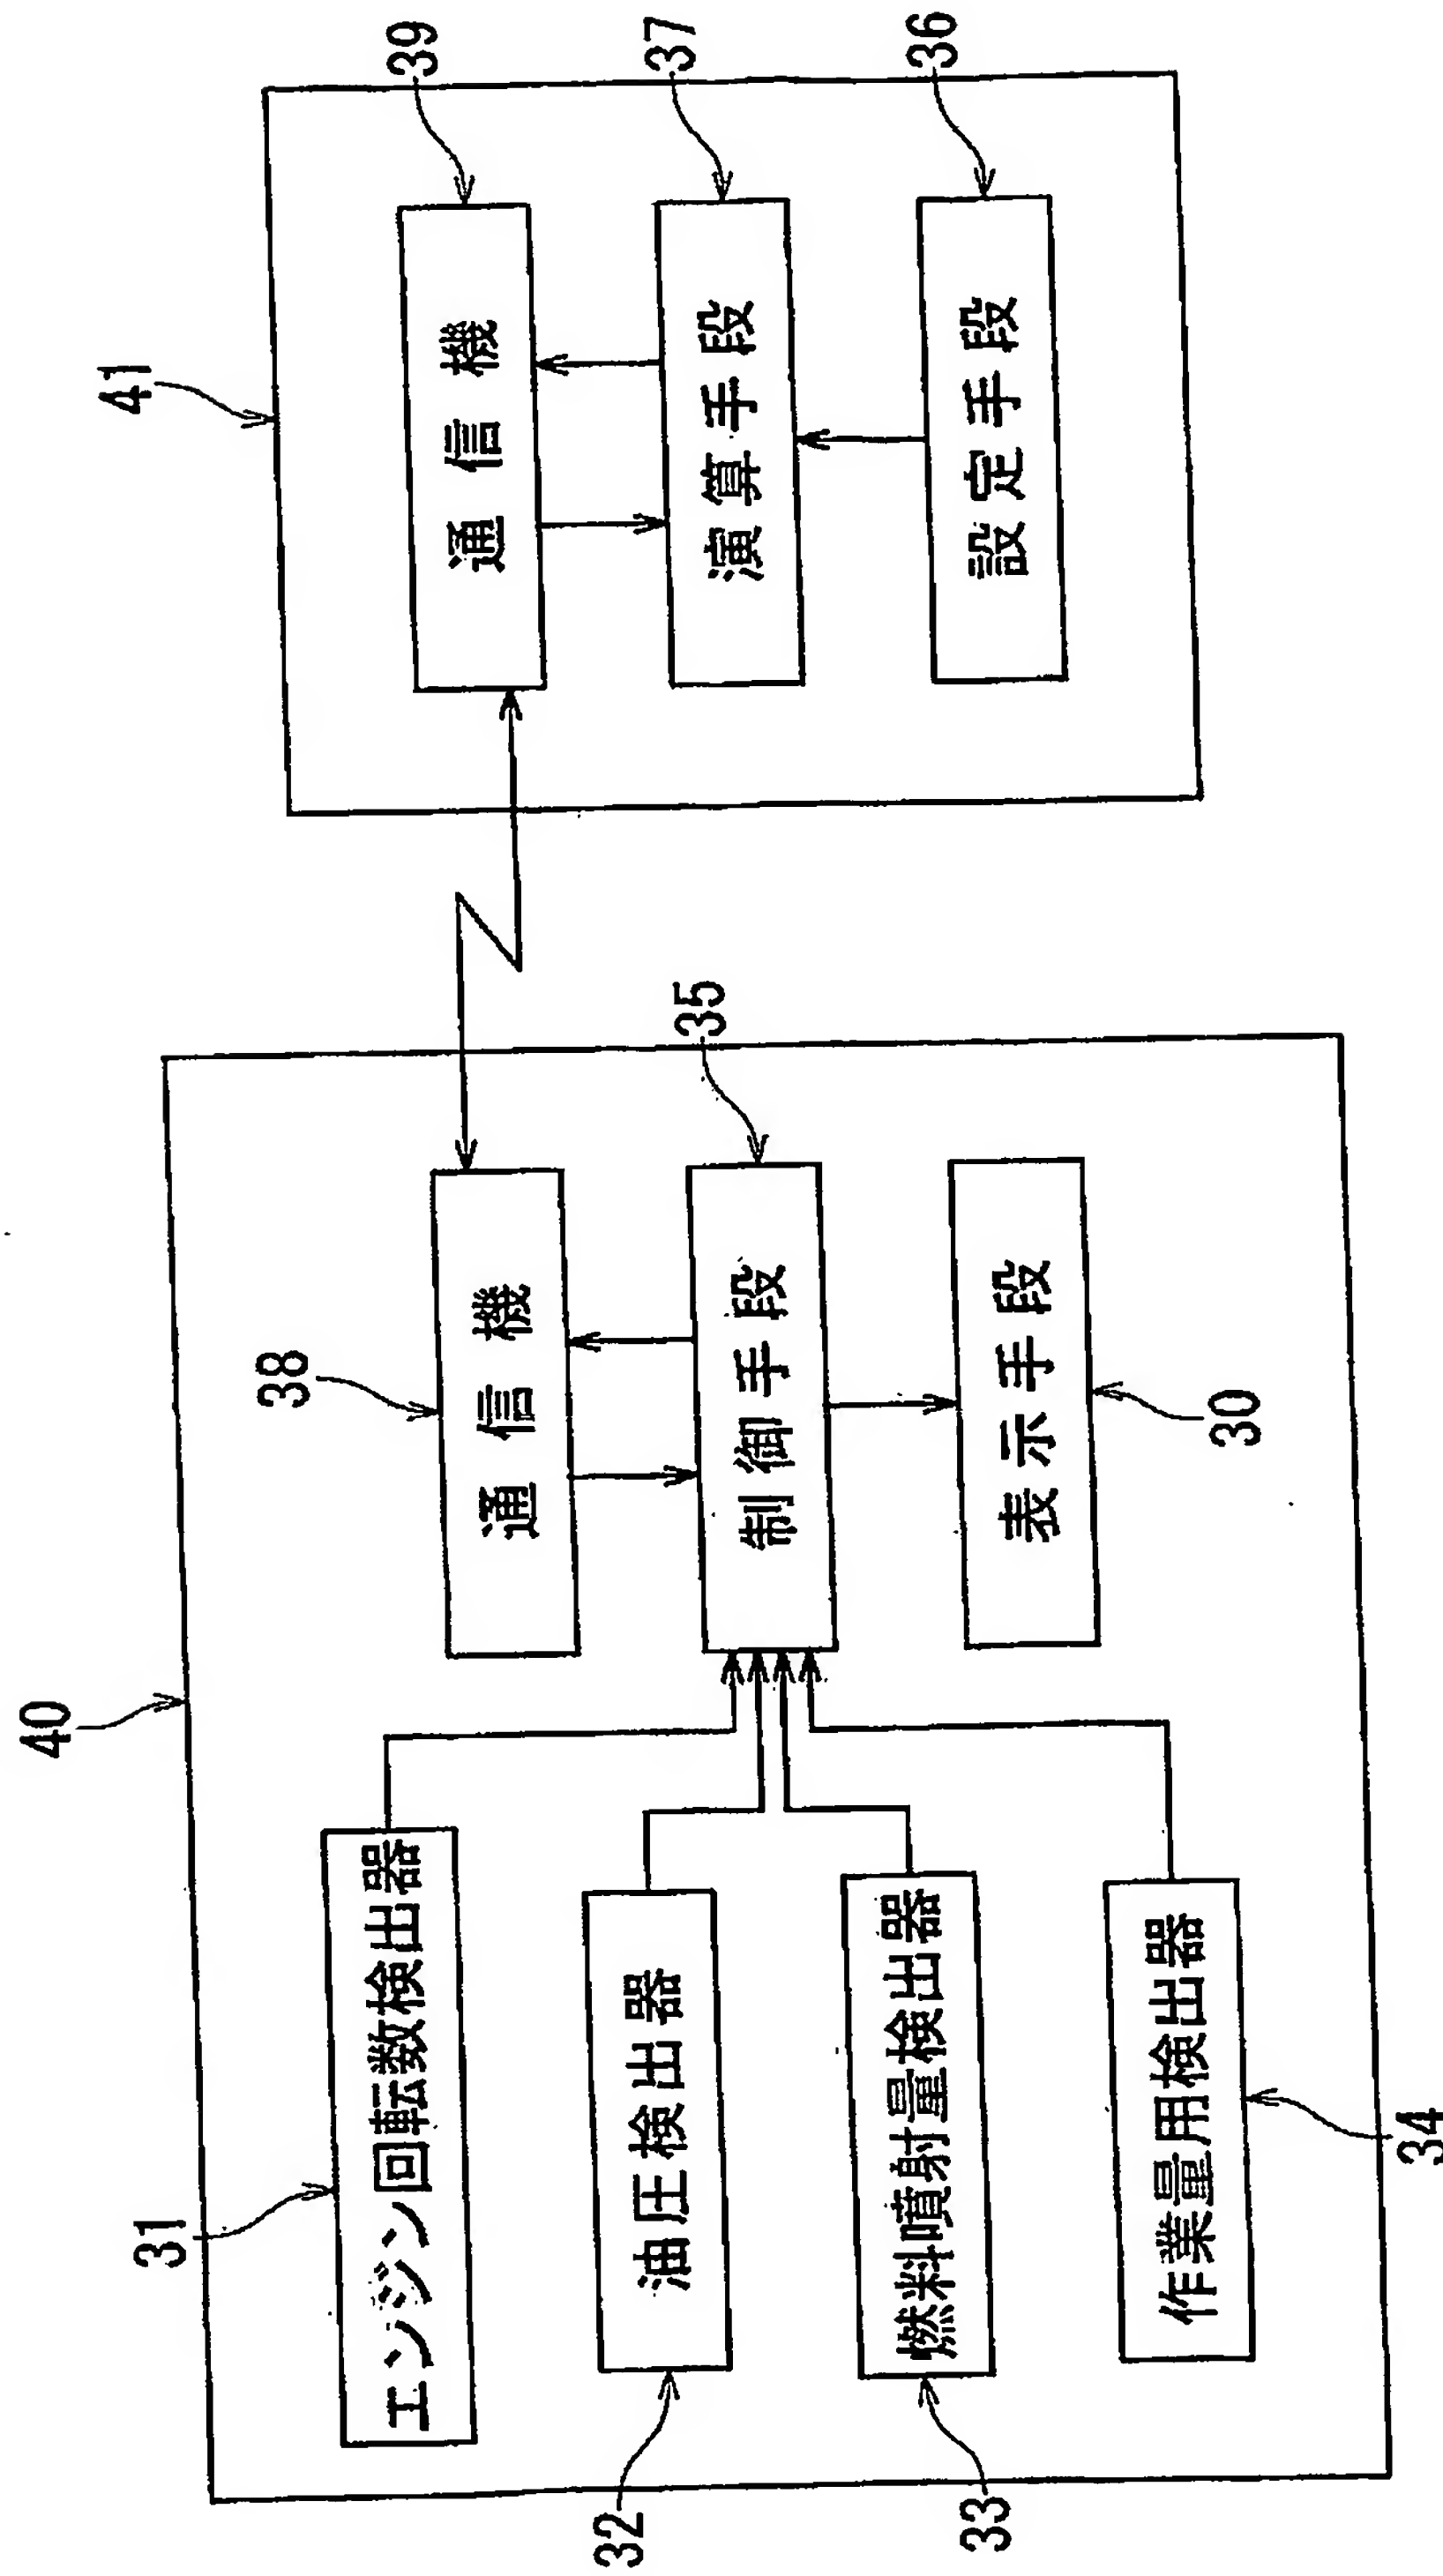 40
41
31
エンジン回転数検出器
32
油圧検出器
33
燃料噴射量検出器
34
作業量用検出器
38
通信機
35
制御手段
30
表示手段
39
通信機
37
演算手段
36
設定手段